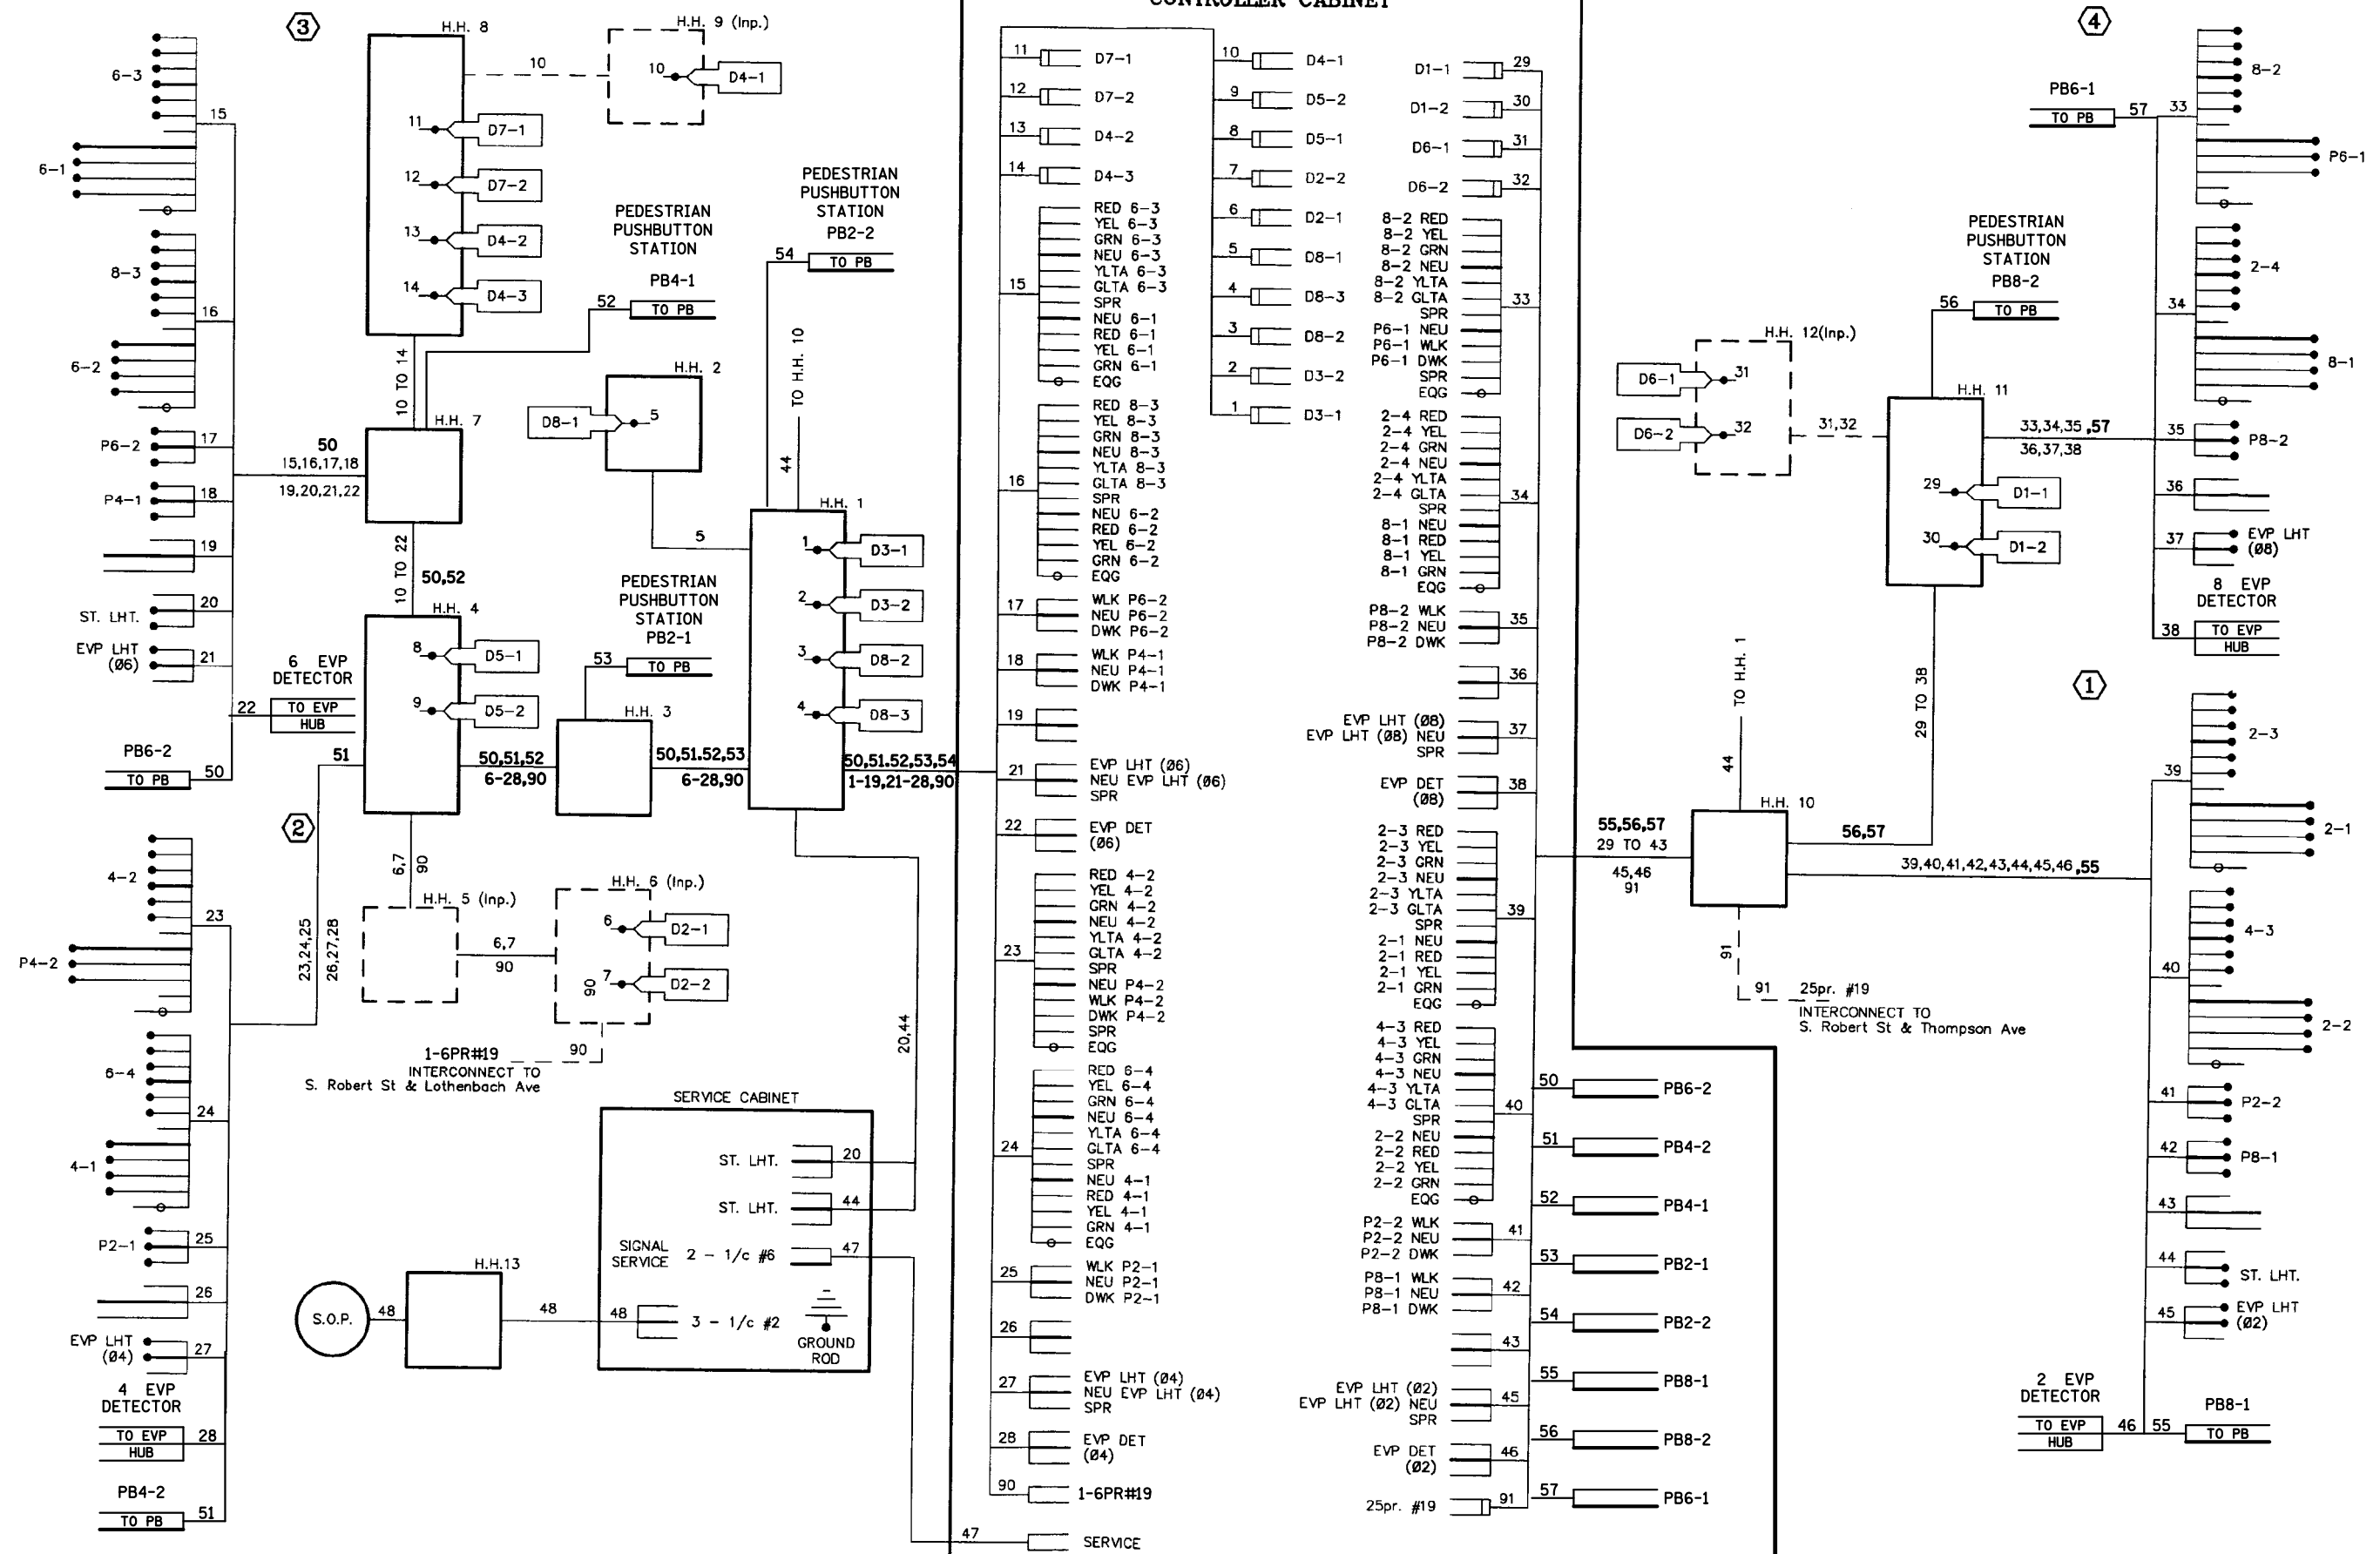 CONTROLLER CABINET
3
H.H. 8
H.H. 9 (Inp.)
10
10
D4-1
11
D7-1
12
D7-2
13
D4-2
14
D4-3
6-3
15
6-1
8-3
16
6-2
P6-2
17
P4-1
18
19
ST. LHT.
20
EVP LHT
(Ø6)
21
6 EVP
DETECTOR
22
TO EVP
HUB
PB6-2
TO PB
50
50
15,16,17,18
19,20,21,22
10 TO 14
H.H. 7
10 TO 22
50,52
PEDESTRIAN
PUSHBUTTON
STATION
PB4-1
52
TO PB
PEDESTRIAN
PUSHBUTTON
STATION
PB2-2
54
TO PB
TO H.H. 10
44
H.H. 2
D8-1
5
5
H.H. 1
1
D3-1
2
D3-2
3
D8-2
4
D8-3
H.H. 4
8
D5-1
9
D5-2
PEDESTRIAN
PUSHBUTTON
STATION
PB2-1
53
TO PB
H.H. 3
51
50,51,52
6-28,90
50,51.52,53
6-28,90
50,51.52,53,54
1-19,21-28,90
2
4-2
23
P4-2
6-4
24
4-1
P2-1
25
26
EVP LHT
(Ø4)
27
4 EVP
DETECTOR
TO EVP
HUB
28
PB4-2
TO PB
51
23,24,25
26,27,28
6,7
90
H.H. 5 (Inp.)
6,7
90
H.H. 6 (Inp.)
6
D2-1
90
7
D2-2
1-6PR#19
90
INTERCONNECT TO
S. Robert St & Lothenbach Ave
20,44
SERVICE CABINET
ST. LHT.
20
ST. LHT.
44
SIGNAL
SERVICE
2 - 1/c #6
47
48
3 - 1/c #2
GROUND
ROD
S.O.P.
48
H.H.13
48
11
D7-1
12
D7-2
13
D4-2
14
D4-3
15
RED 6-3
YEL 6-3
GRN 6-3
NEU 6-3
YLTA 6-3
GLTA 6-3
SPR
NEU 6-1
RED 6-1
YEL 6-1
GRN 6-1
EQG
16
RED 8-3
YEL 8-3
GRN 8-3
NEU 8-3
YLTA 8-3
GLTA 8-3
SPR
NEU 6-2
RED 6-2
YEL 6-2
GRN 6-2
EQG
17
WLK P6-2
NEU P6-2
DWK P6-2
18
WLK P4-1
NEU P4-1
DWK P4-1
19
21
EVP LHT (Ø6)
NEU EVP LHT (Ø6)
SPR
22
EVP DET
(Ø6)
23
RED 4-2
YEL 4-2
GRN 4-2
NEU 4-2
YLTA 4-2
GLTA 4-2
SPR
NEU P4-2
WLK P4-2
DWK P4-2
SPR
EQG
24
RED 6-4
YEL 6-4
GRN 6-4
NEU 6-4
YLTA 6-4
GLTA 6-4
SPR
NEU 4-1
RED 4-1
YEL 4-1
GRN 4-1
EQG
25
WLK P2-1
NEU P2-1
DWK P2-1
26
27
EVP LHT (Ø4)
NEU EVP LHT (Ø4)
SPR
28
EVP DET
(Ø4)
90
1-6PR#19
47
SERVICE
10
D4-1
9
D5-2
8
D5-1
7
D2-2
6
D2-1
5
D8-1
4
D8-3
3
D8-2
2
D3-2
1
D3-1
D1-1
29
D1-2
30
D6-1
31
D6-2
32
8-2 RED
8-2 YEL
8-2 GRN
8-2 NEU
8-2 YLTA
8-2 GLTA
SPR
P6-1 NEU
P6-1 WLK
P6-1 DWK
SPR
EQG
33
2-4 RED
2-4 YEL
2-4 GRN
2-4 NEU
2-4 YLTA
2-4 GLTA
SPR
8-1 NEU
8-1 RED
8-1 YEL
8-1 GRN
EQG
34
P8-2 WLK
P8-2 NEU
P8-2 DWK
35
36
EVP LHT (Ø8)
EVP LHT (Ø8) NEU
SPR
37
EVP DET
(Ø8)
38
2-3 RED
2-3 YEL
2-3 GRN
2-3 NEU
2-3 YLTA
2-3 GLTA
SPR
2-1 NEU
2-1 RED
2-1 YEL
2-1 GRN
EQG
39
4-3 RED
4-3 YEL
4-3 GRN
4-3 NEU
4-3 YLTA
4-3 GLTA
SPR
2-2 NEU
2-2 RED
2-2 YEL
2-2 GRN
EQG
40
P2-2 WLK
P2-2 NEU
P2-2 DWK
41
P8-1 WLK
P8-1 NEU
P8-1 DWK
42
43
EVP LHT (Ø2)
EVP LHT (Ø2) NEU
SPR
45
EVP DET
(Ø2)
46
25pr. #19
91
50
PB6-2
51
PB4-2
52
PB4-1
53
PB2-1
54
PB2-2
55
PB8-1
56
PB8-2
57
PB6-1
55,56,57
29 TO 43
45,46
91
H.H. 10
TO H.H. 1
44
56,57
39,40,41,42,43,44,45,46,55
91
91
25pr. #19
INTERCONNECT TO
S. Robert St & Thompson Ave
29 TO 38
H.H. 12(Inp.)
D6-1
31
D6-2
32
31,32
H.H. 11
29
D1-1
30
D1-2
PEDESTRIAN
PUSHBUTTON
STATION
PB8-2
56
TO PB
33,34,35,57
36,37,38
4
PB6-1
TO PB
57
33
8-2
P6-1
34
2-4
8-1
35
P8-2
36
37
EVP LHT
(Ø8)
8 EVP
DETECTOR
38
TO EVP
HUB
1
39
2-3
2-1
40
4-3
2-2
41
P2-2
42
P8-1
43
44
ST. LHT.
45
EVP LHT
(Ø2)
2 EVP
DETECTOR
TO EVP
HUB
46
55
PB8-1
TO PB